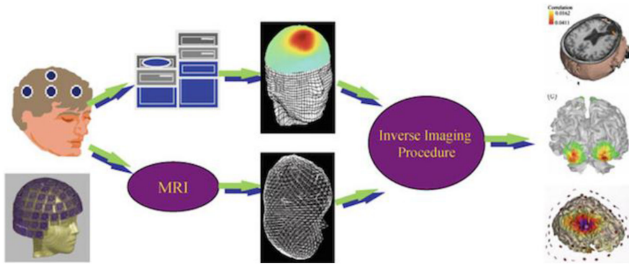 Correlation
MRI
Inverse Imaging
Procedure
(G)